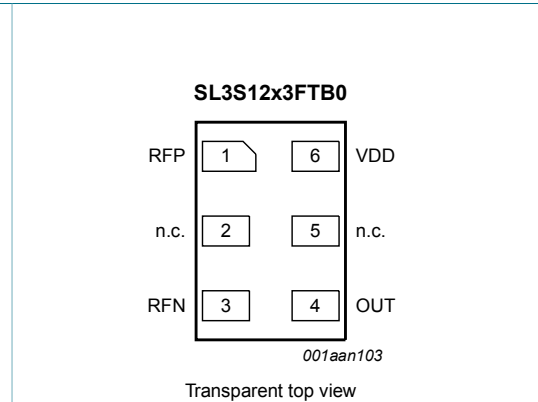 SL3S12x3FTB0
RFP 1 6 VDD
n.c. 2 5 n.c.
RFN 3 4 OUT
001aan103
Transparent top view